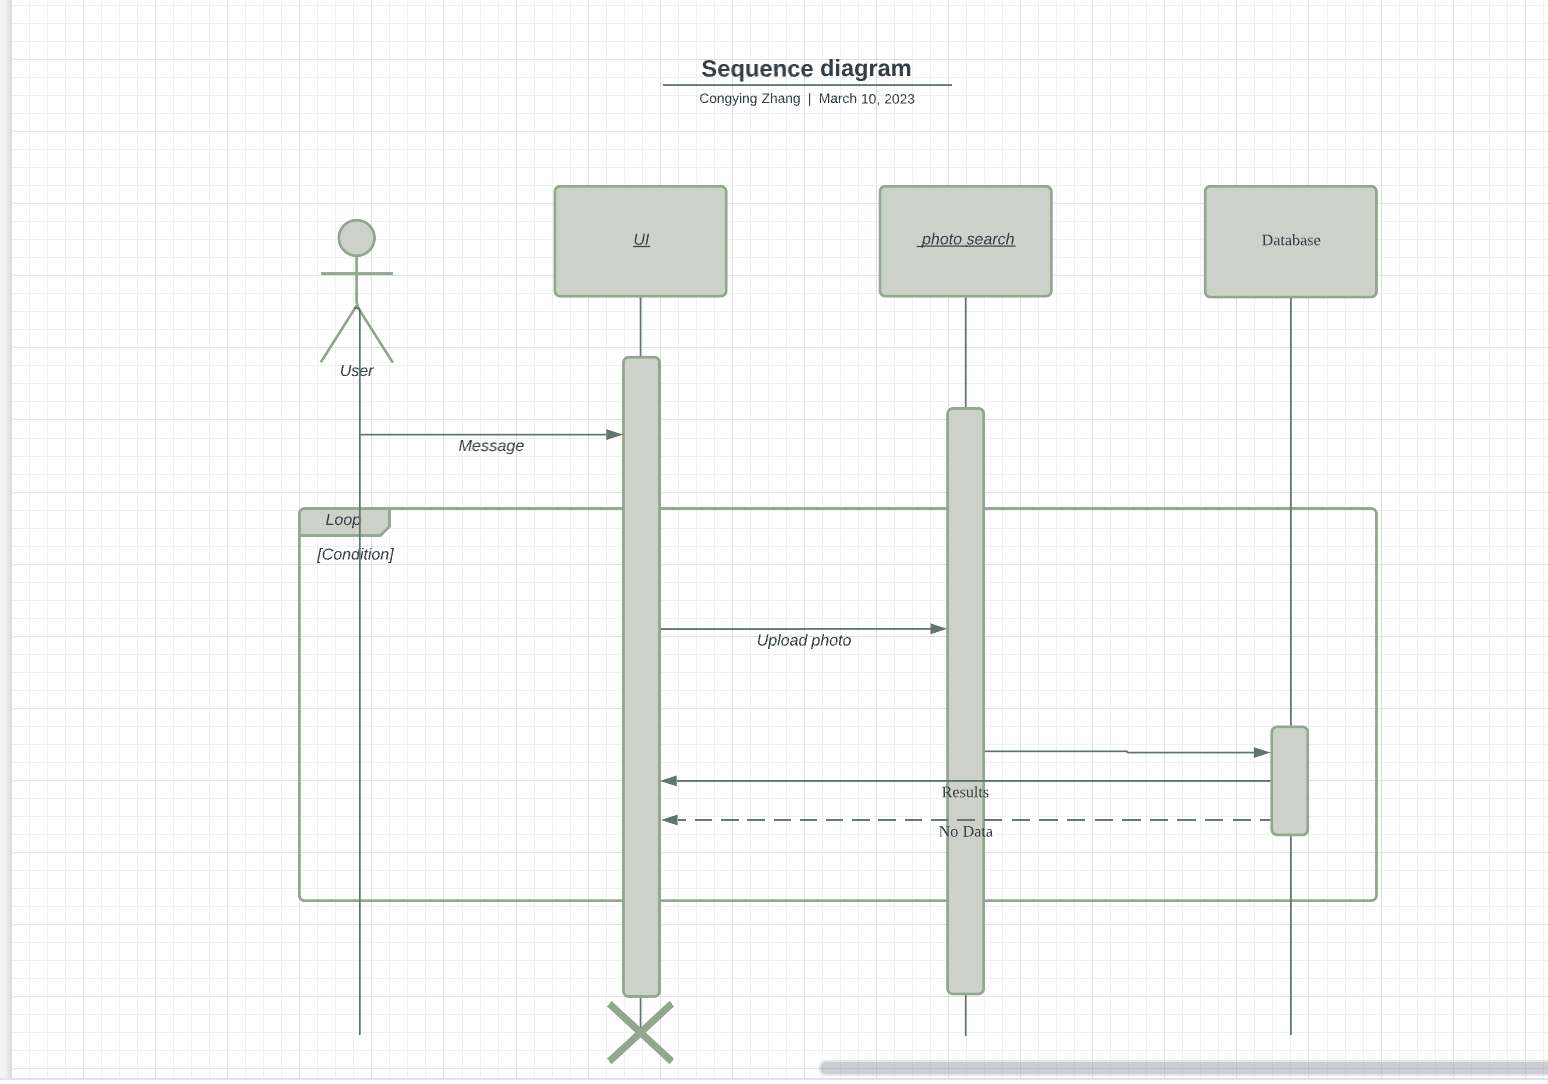 Sequence diagram
Congying Zhang | March 10, 2023
UI
photo search
Database
User
Message
Loop
[Condition]
Upload photo
Results
No Data